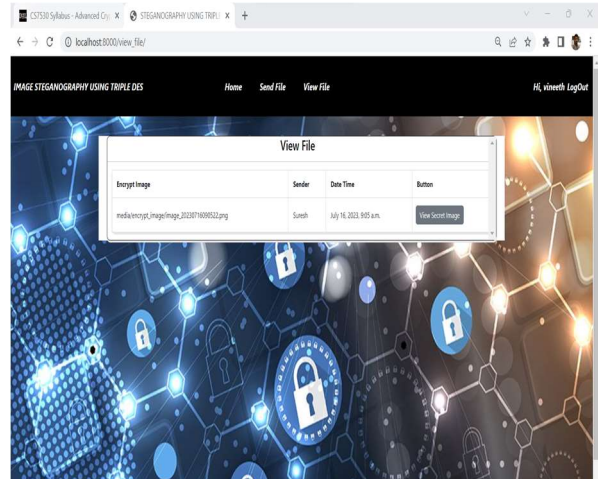 CS7530 Syllabus - Advanced Cry
STEGANOGRAPHY USING TRIPL
localhost:8000/view_file/
IMAGE STEGANOGRAPHY USING TRIPLE DES Home Send File View File Hi, vineeth LogOut
View File
Encrypt Image Sender Date Time Button
media/encrypt_image/image_20230716090522.png Suresh July 16, 2023, 9:05 a.m. View Secret Image